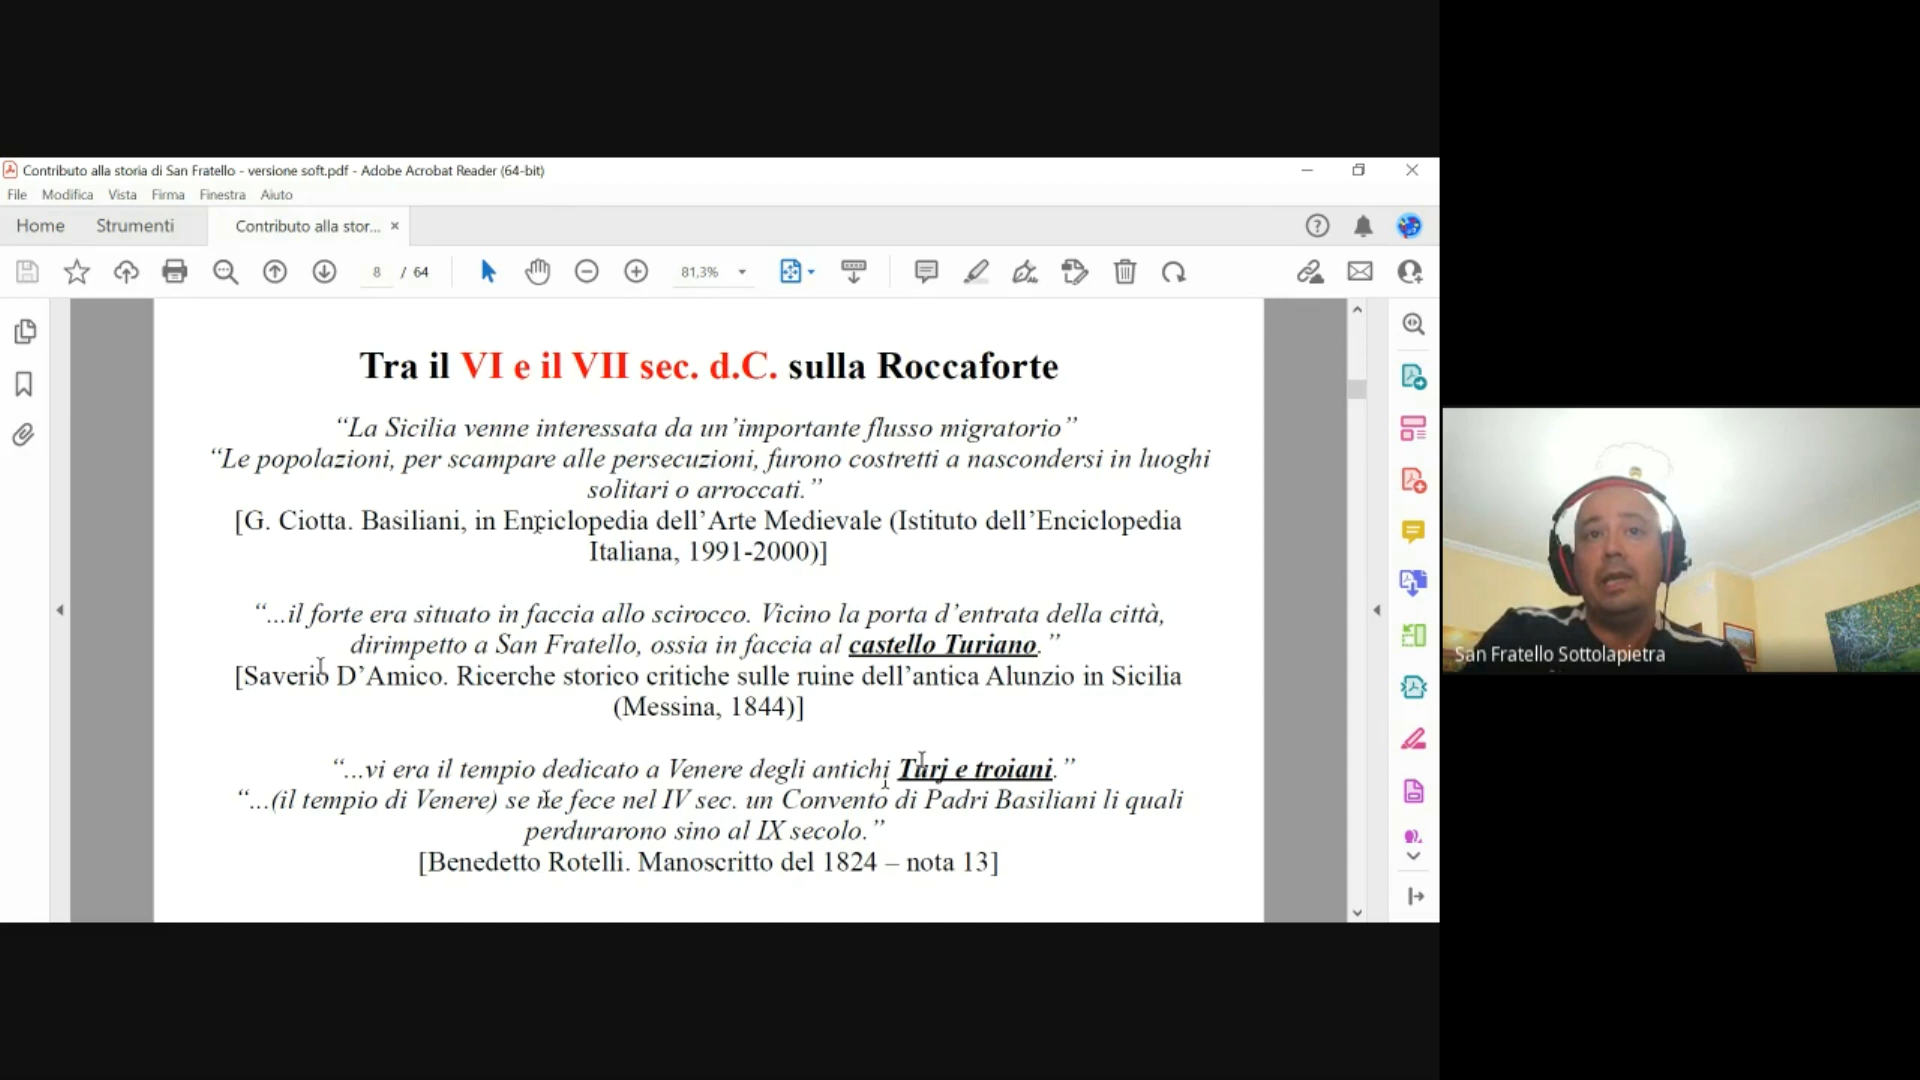 Contributo alla storia di San Fratello - versione soft.pdf - Adobe Acrobat Reader (64-bit)
File Modifica Vista Firma Finestra Aiuto
Home Strumenti Contributo alla stor... ×
8 / 64 81,3%
Tra il VI e il VII sec. d.C. sulla Roccaforte
“La Sicilia venne interessata da un’importante flusso migratorio”
“Le popolazioni, per scampare alle persecuzioni, furono costretti a nascondersi in luoghi
solitari o arroccati.”
[G. Ciotta. Basiliani, in Enciclopedia dell’Arte Medievale (Istituto dell’Enciclopedia
Italiana, 1991-2000)]
“...il forte era situato in faccia allo scirocco. Vicino la porta d’entrata della città,
dirimpetto a San Fratello, ossia in faccia al castello Turiano.”
[Saverio D’Amico. Ricerche storico critiche sulle ruine dell’antica Alunzio in Sicilia
(Messina, 1844)]
“...vi era il tempio dedicato a Venere degli antichi Turj e troiani.”
“...(il tempio di Venere) se ne fece nel IV sec. un Convento di Padri Basiliani li quali
perdurarono sino al IX secolo.”
[Benedetto Rotelli. Manoscritto del 1824 – nota 13]
San Fratello Sottolapietra